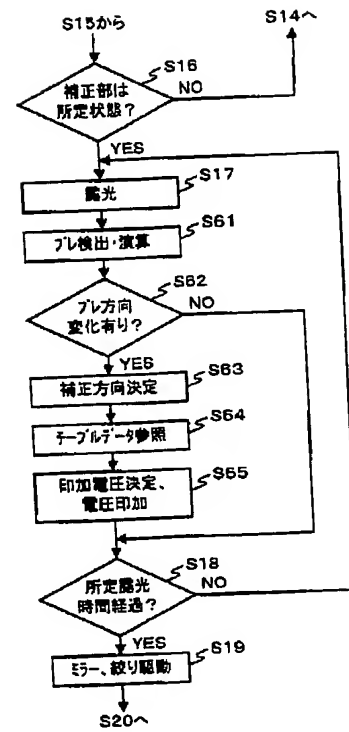 S15から
S14へ
S16
補正部は
所定状態?
NO
YES
S17
露光
S61
ブレ検出・演算
S62
ブレ方向
変化有り?
NO
YES
S63
補正方向決定
S64
テーブルデータ参照
S65
印加電圧決定、
電圧印加
S18
所定露光
時間経過?
NO
YES
S19
ミラー、絞り駆動
S20へ